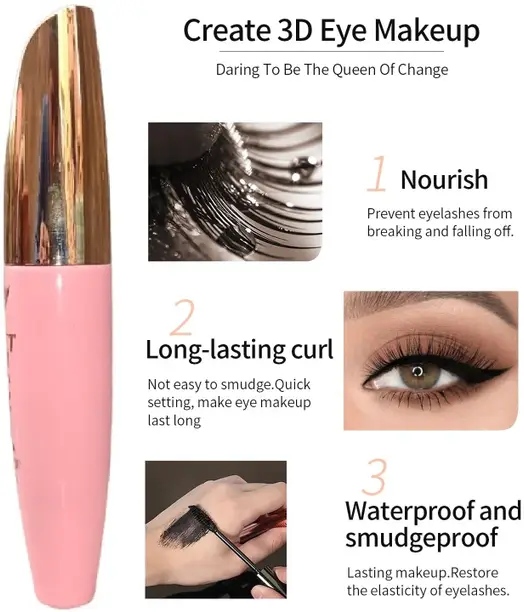 Create 3D Eye Makeup
Daring To Be The Queen Of Change
1 Nourish
Prevent eyelashes from
breaking and falling off.
2
Long-lasting curl
Not easy to smudge.Quick
setting, make eye makeup
last long
3
Waterproof and
smudgeproof
Lasting makeup.Restore
the elasticity of eyelashes.